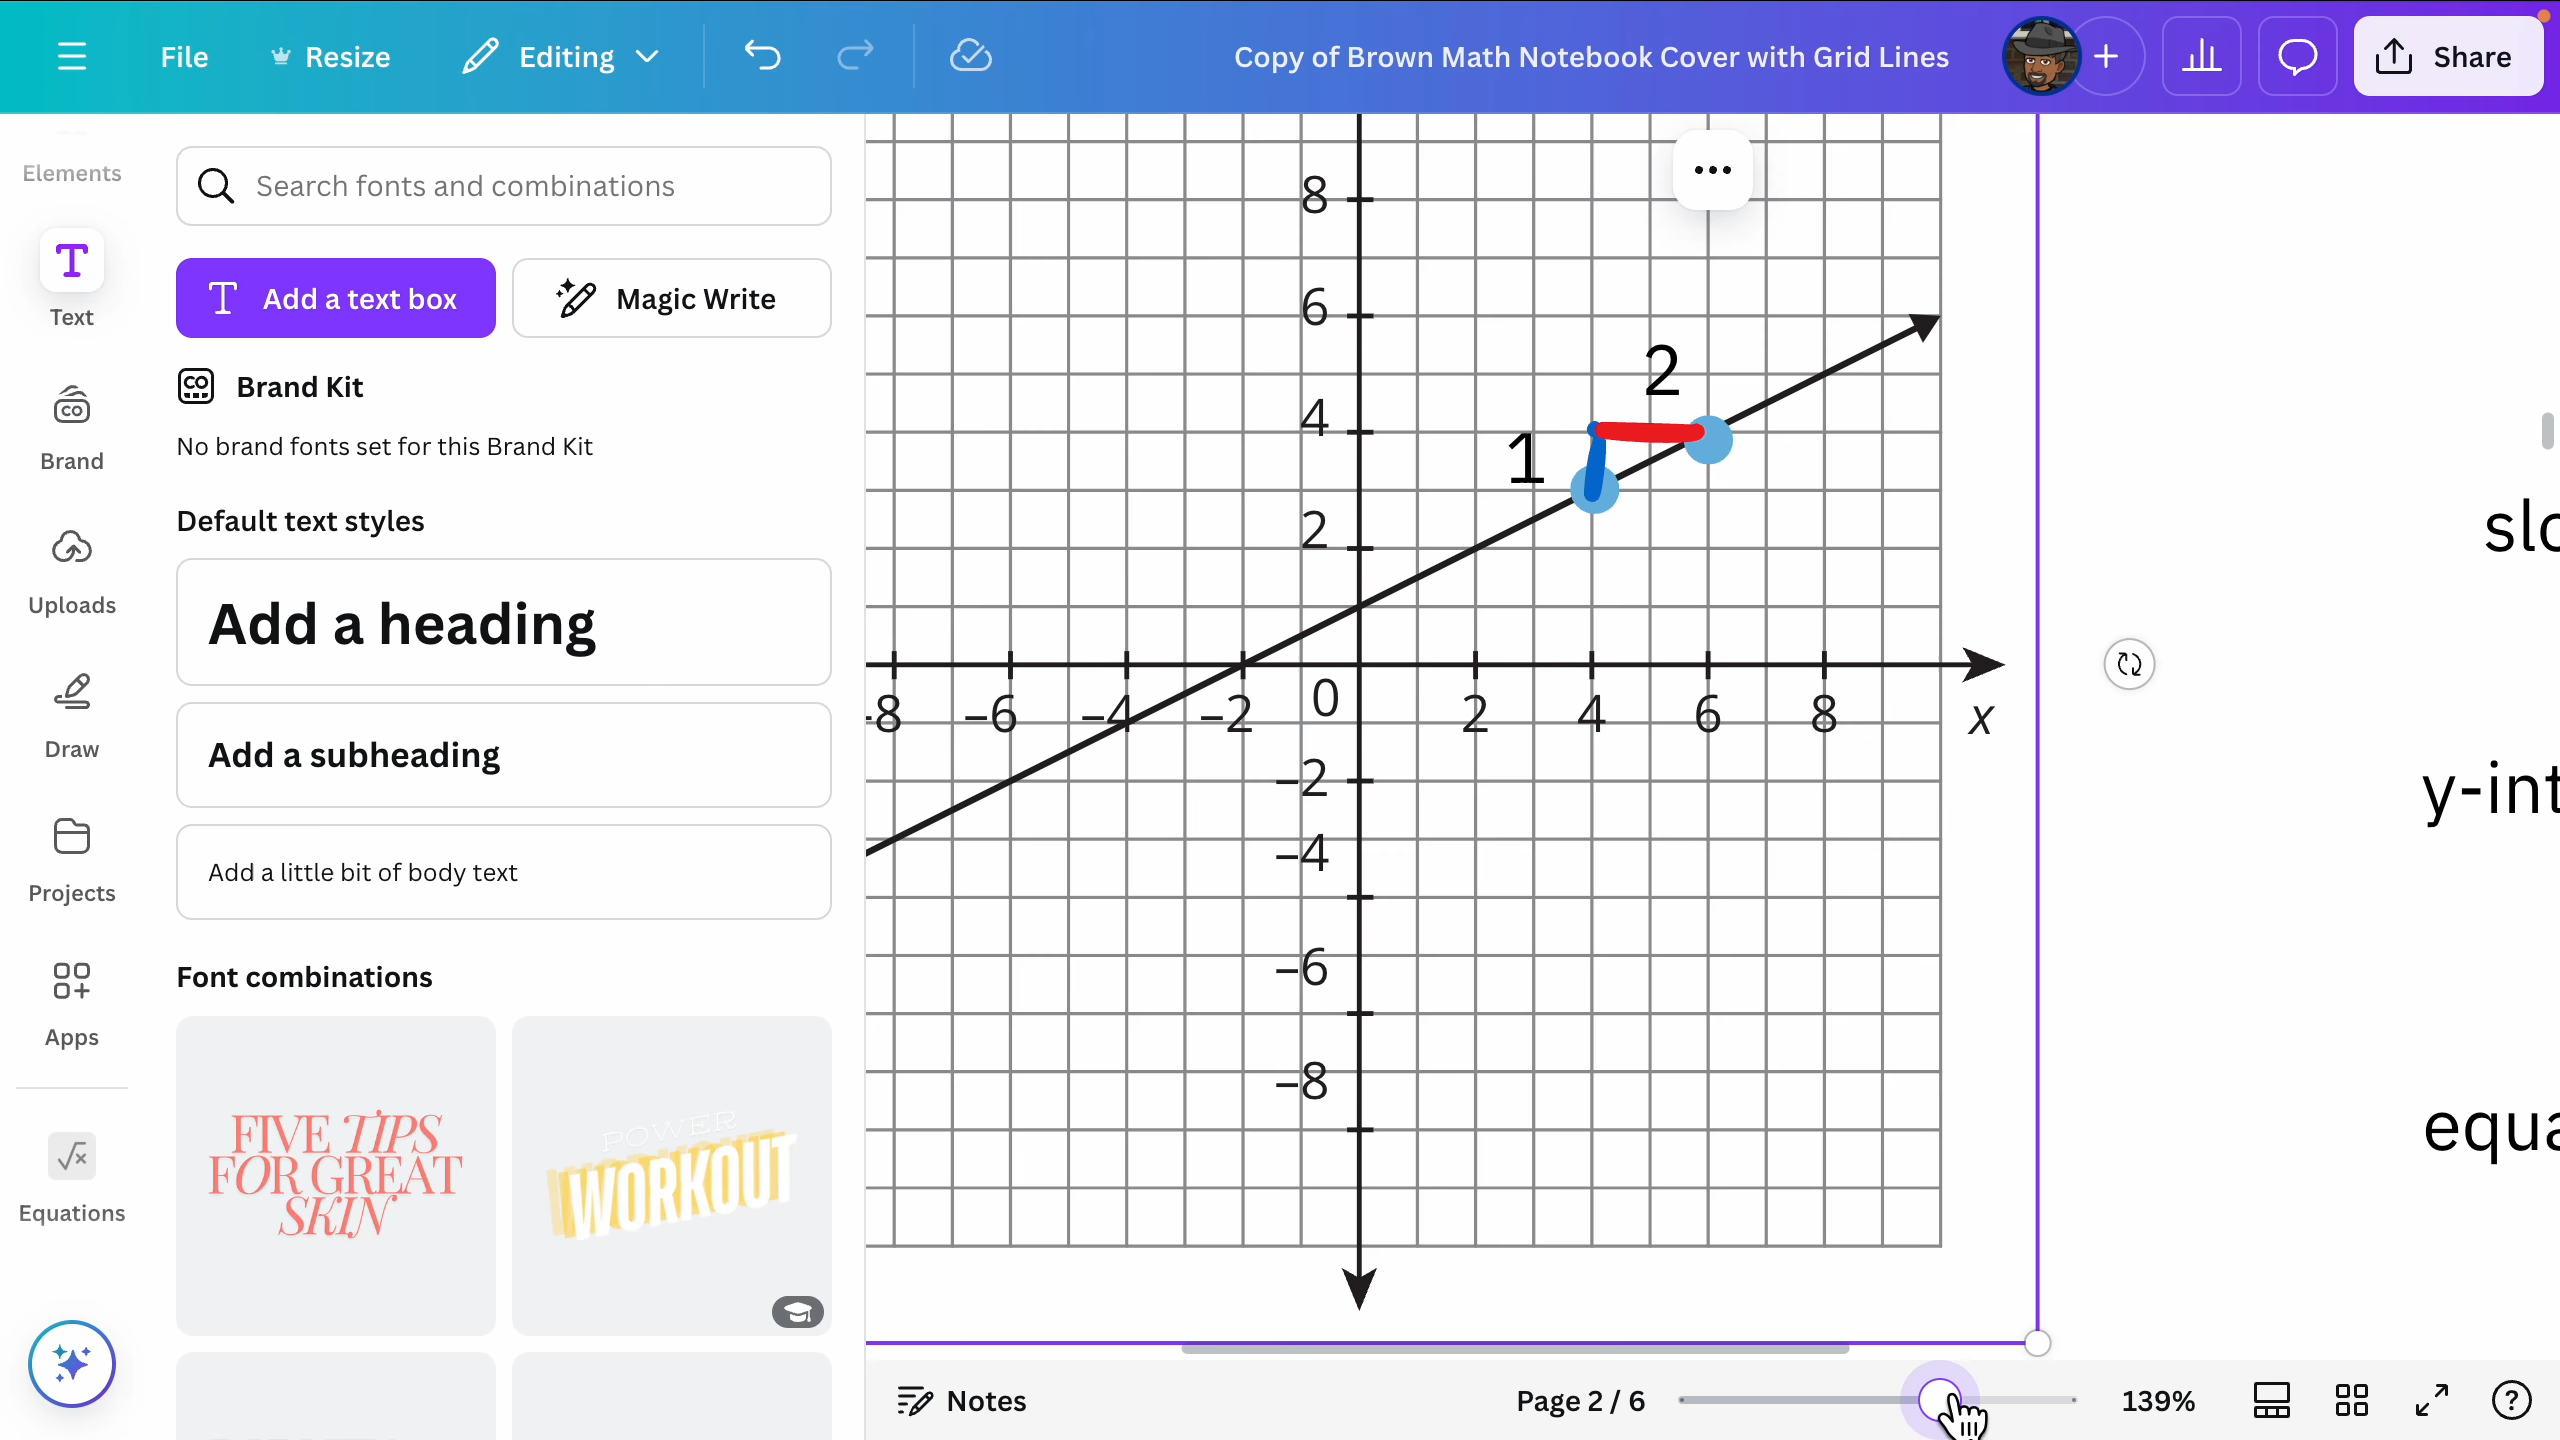 File
Resize
Editing
Copy of Brown Math Notebook Cover with Grid Lines
Share
Elements
Text
Brand
Uploads
Draw
Projects
Apps
Equations
Search fonts and combinations
Add a text box
Magic Write
Brand Kit
No brand fonts set for this Brand Kit
Default text styles
Add a heading
Add a subheading
Add a little bit of body text
Font combinations
FIVE TIPS
FOR GREAT
SKIN
POWER
WORKOUT
8
6
4
2
2
1
-8 −6 −4 −2 0 2 4 6 8 x
−2
−4
−6
−8
slo
y-int
equa
Notes
Page 2 / 6
139%